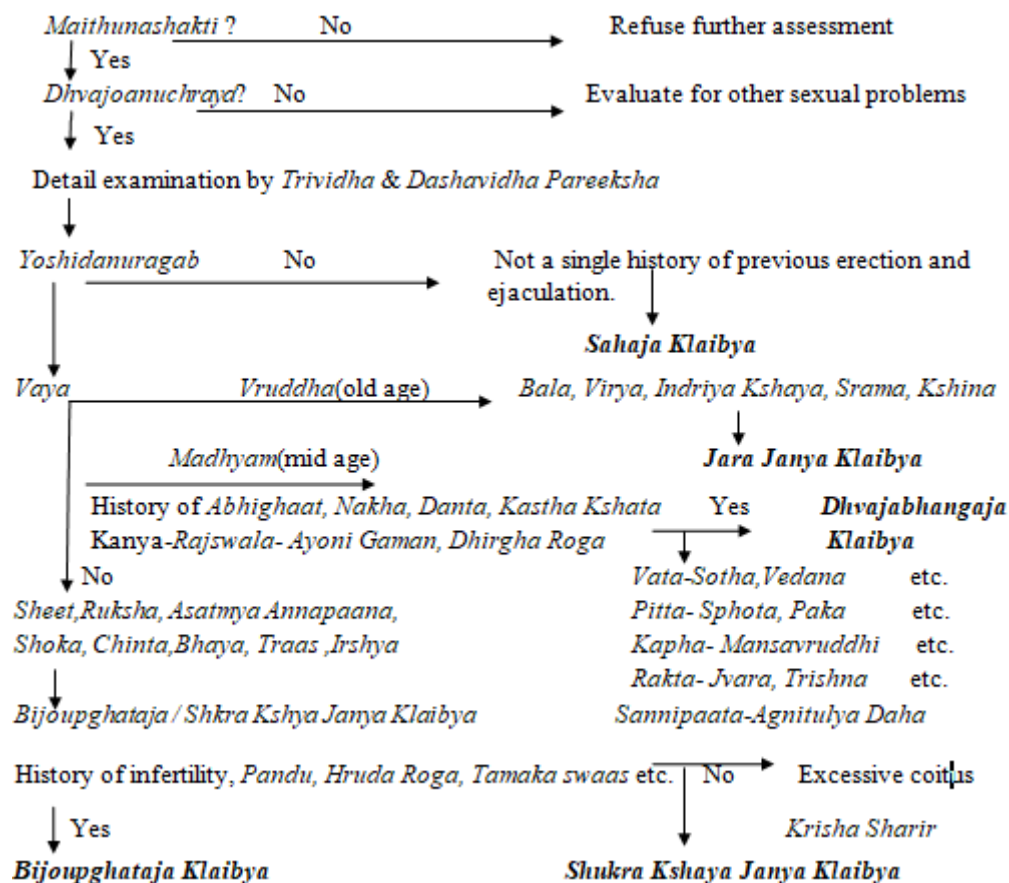 Maithunashakti ? No Refuse further assessment
Yes
Dhvajoanuchraya? No Evaluate for other sexual problems
Yes
Detail examination by Trividha & Dashavidha Pareeksha
Yoshidanuragab No Not a single history of previous erection and
ejaculation.
Sahaja Klaibya
Vaya Vruddha(old age) Bala, Virya, Indriya Kshaya, Srama, Kshina
Madhyam(mid age) Jara Janya Klaibya
History of Abhighaat, Nakha, Danta, Kastha Kshata Yes Dhvajabhangaja
Kanya-Rajswala- Ayoni Gaman, Dhirgha Roga Klaibya
No Vata-Sotha,Vedana etc.
Sheet,Ruksha, Asatmya Annapaana, Pitta- Sphota, Paka etc.
Shoka, Chinta,Bhaya, Traas ,Irshya Kapha- Mansavruddhi etc.
Rakta- Jvara, Trishna etc.
Bijoupghataja / Shkra Kshya Janya Klaibya Sannipaata-Agnitulya Daha
History of infertility, Pandu, Hruda Roga, Tamaka swaas etc. No Excessive coitus
Yes Krisha Sharir
Bijoupghataja Klaibya Shukra Kshaya Janya Klaibya